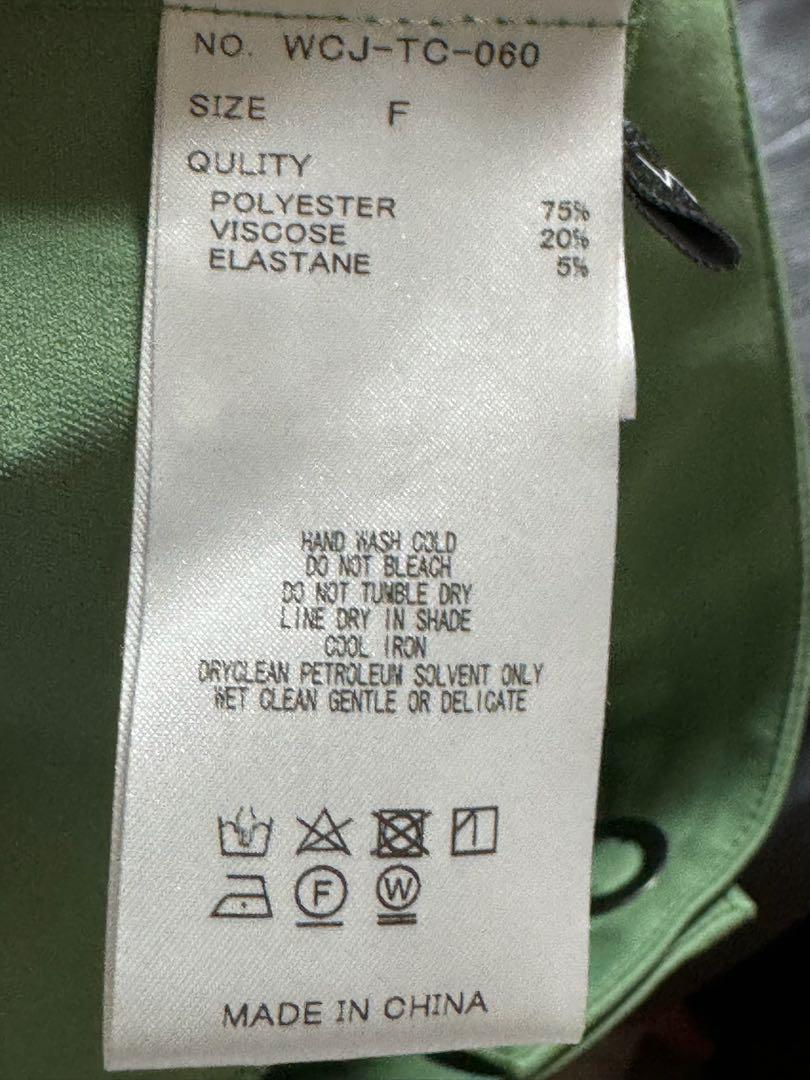 NO. WCJ-TC-060
SIZE F
QULITY
POLYESTER 75%
VISCOSE 20%
ELASTANE 5%
HAND WASH COLD
DO NOT BLEACH
DO NOT TUMBLE DRY
LINE DRY IN SHADE
COOL IRON
DRYCLEAN PETROLEUM SOLVENT ONLY
WET CLEAN GENTLE OR DELICATE
F W
MADE IN CHINA